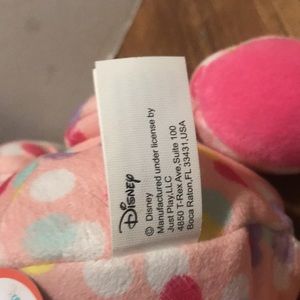 Disney
© Disney
Manufactured under license by
Just Play,LLC
4850 T-Rex Ave,Suite 100
Boca Raton,FL 33431,USA